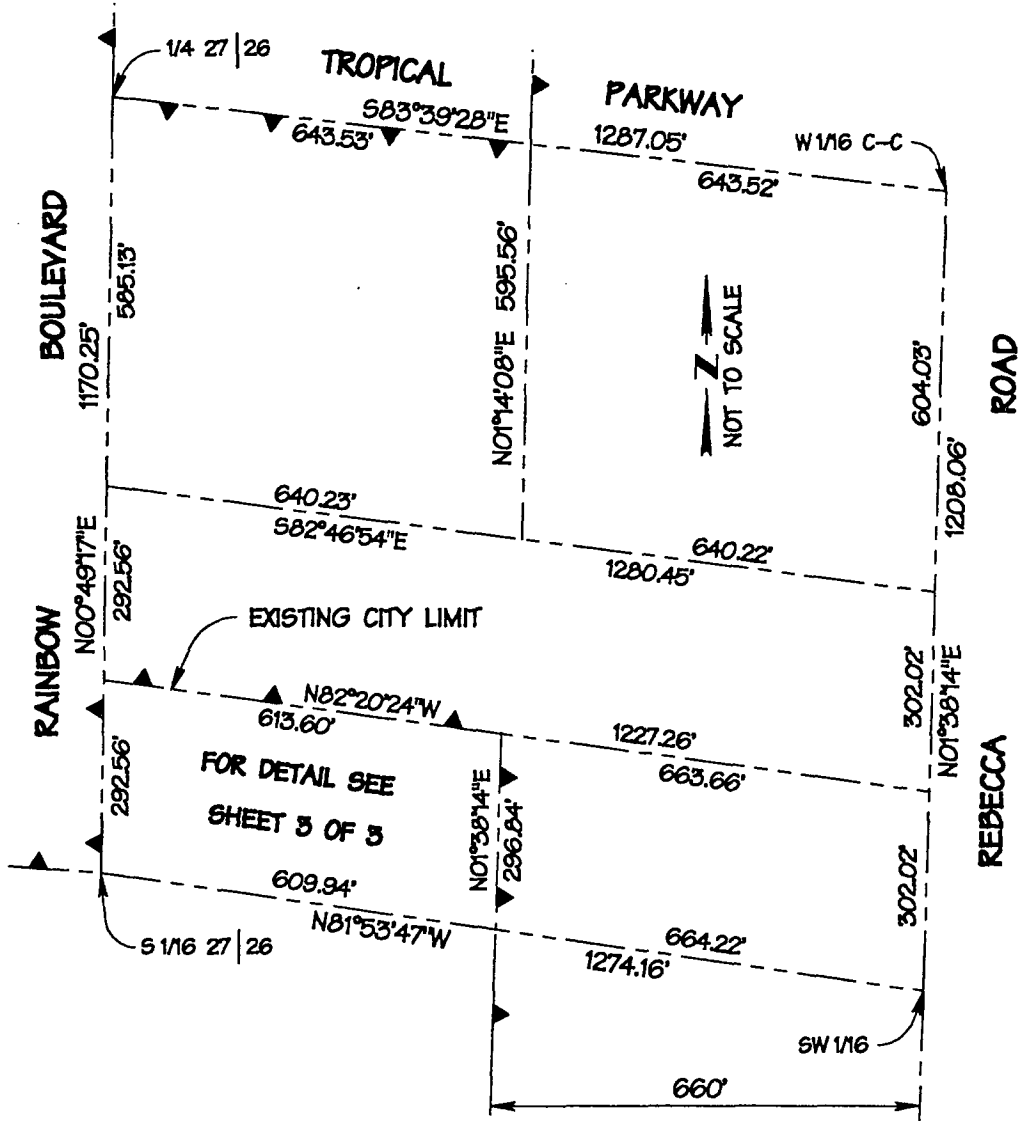 1/4 27 | 26
TROPICAL
PARKWAY
S83°39'28"E
643.53'
1287.05'
643.52'
W 1/16 C-C
BOULEVARD
585.13'
1170.25'
N01°14'08"E 595.56'
Z
NOT TO SCALE
604.03'
1208.06'
ROAD
640.23'
S82°46'54"E
640.22'
1280.45'
RAINBOW
N00°49'17"E
292.56'
EXISTING CITY LIMIT
302.02'
N01°38'14"E
REBECCA
N82°20'24"W
613.60'
1227.26'
663.66'
292.56'
FOR DETAIL SEE
SHEET 3 OF 3
N01°38'14"E
296.84'
302.02'
609.94'
N81°53'47"W
664.22'
1274.16'
S 1/16 27 | 26
SW 1/16
660'